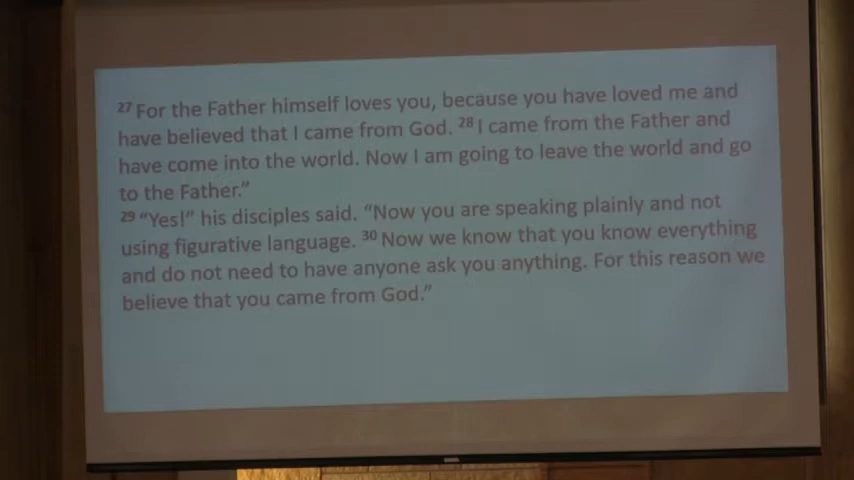 27 For the Father himself loves you, because you have loved me and
have believed that I came from God. 28 I came from the Father and
have come into the world. Now I am going to leave the world and go
to the Father.”
29 “Yes!” his disciples said. “Now you are speaking plainly and not
using figurative language. 30 Now we know that you know everything
and do not need to have anyone ask you anything. For this reason we
believe that you came from God.”